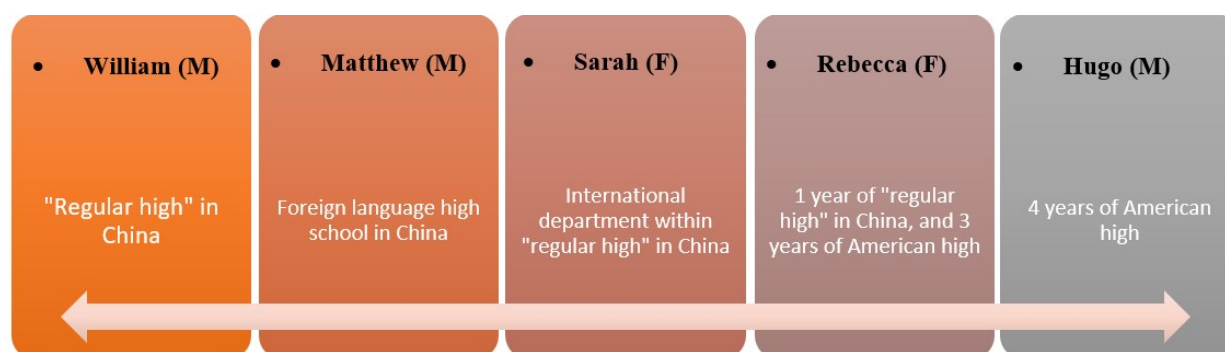 • William (M)
"Regular high" in
China
• Matthew (M)
Foreign language high
school in China
• Sarah (F)
International
department within
"regular high" in China
• Rebecca (F)
1 year of "regular
high" in China, and 3
years of American high
• Hugo (M)
4 years of American
high